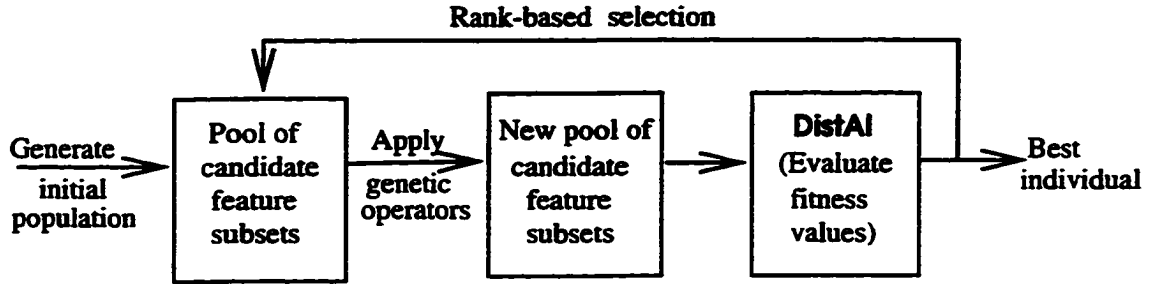 Rank-based selection
Generate
initial
population
Pool of
candidate
feature
subsets
Apply
genetic
operators
New pool of
candidate
feature
subsets
DistAl
(Evaluate
fitness
values)
Best
individual